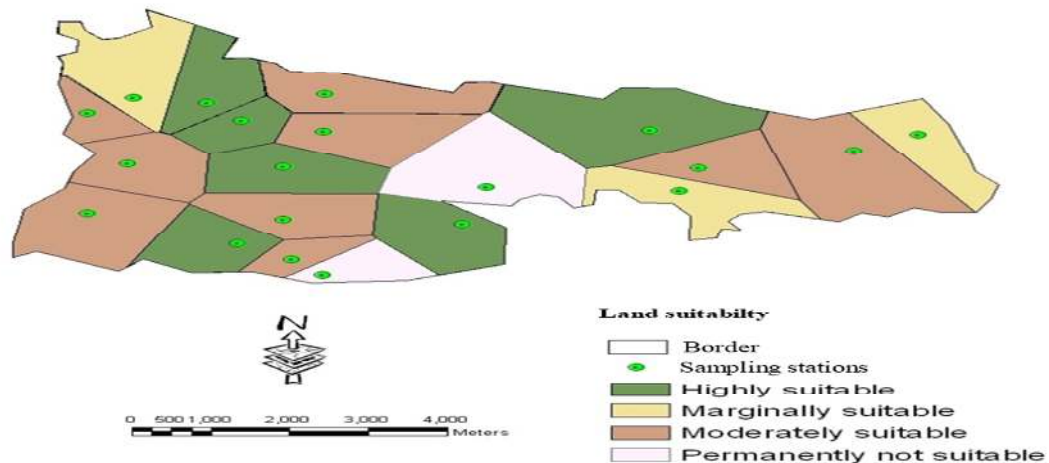 Land suitabilty
Border
Sampling stations
Highly suitable
Marginally suitable
Moderately suitable
Permanently not suitable
N
0 500 1,000 2,000 3,000 4,000
Meters